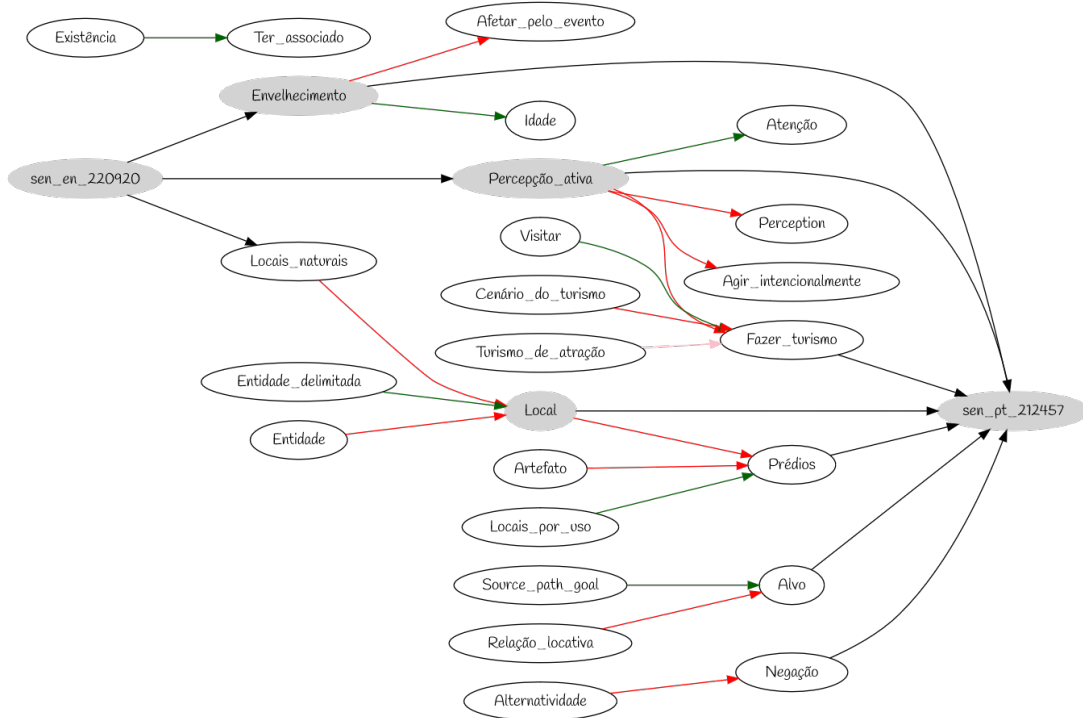 Afetar_pelo_evento
Existência
Ter_associado
Envelhecimento
Idade
Atenção
sen_en_220920
Percepção_ativa
Perception
Visitar
Locais_naturais
Agir_intencionalmente
Cenário_do_turismo
Fazer_turismo
Turismo_de_atração
Entidade_delimitada
Local
sen_pt_212457
Entidade
Artefato
Prédios
Locais_por_uso
Source_path_goal
Alvo
Relação_locativa
Negação
Alternatividade